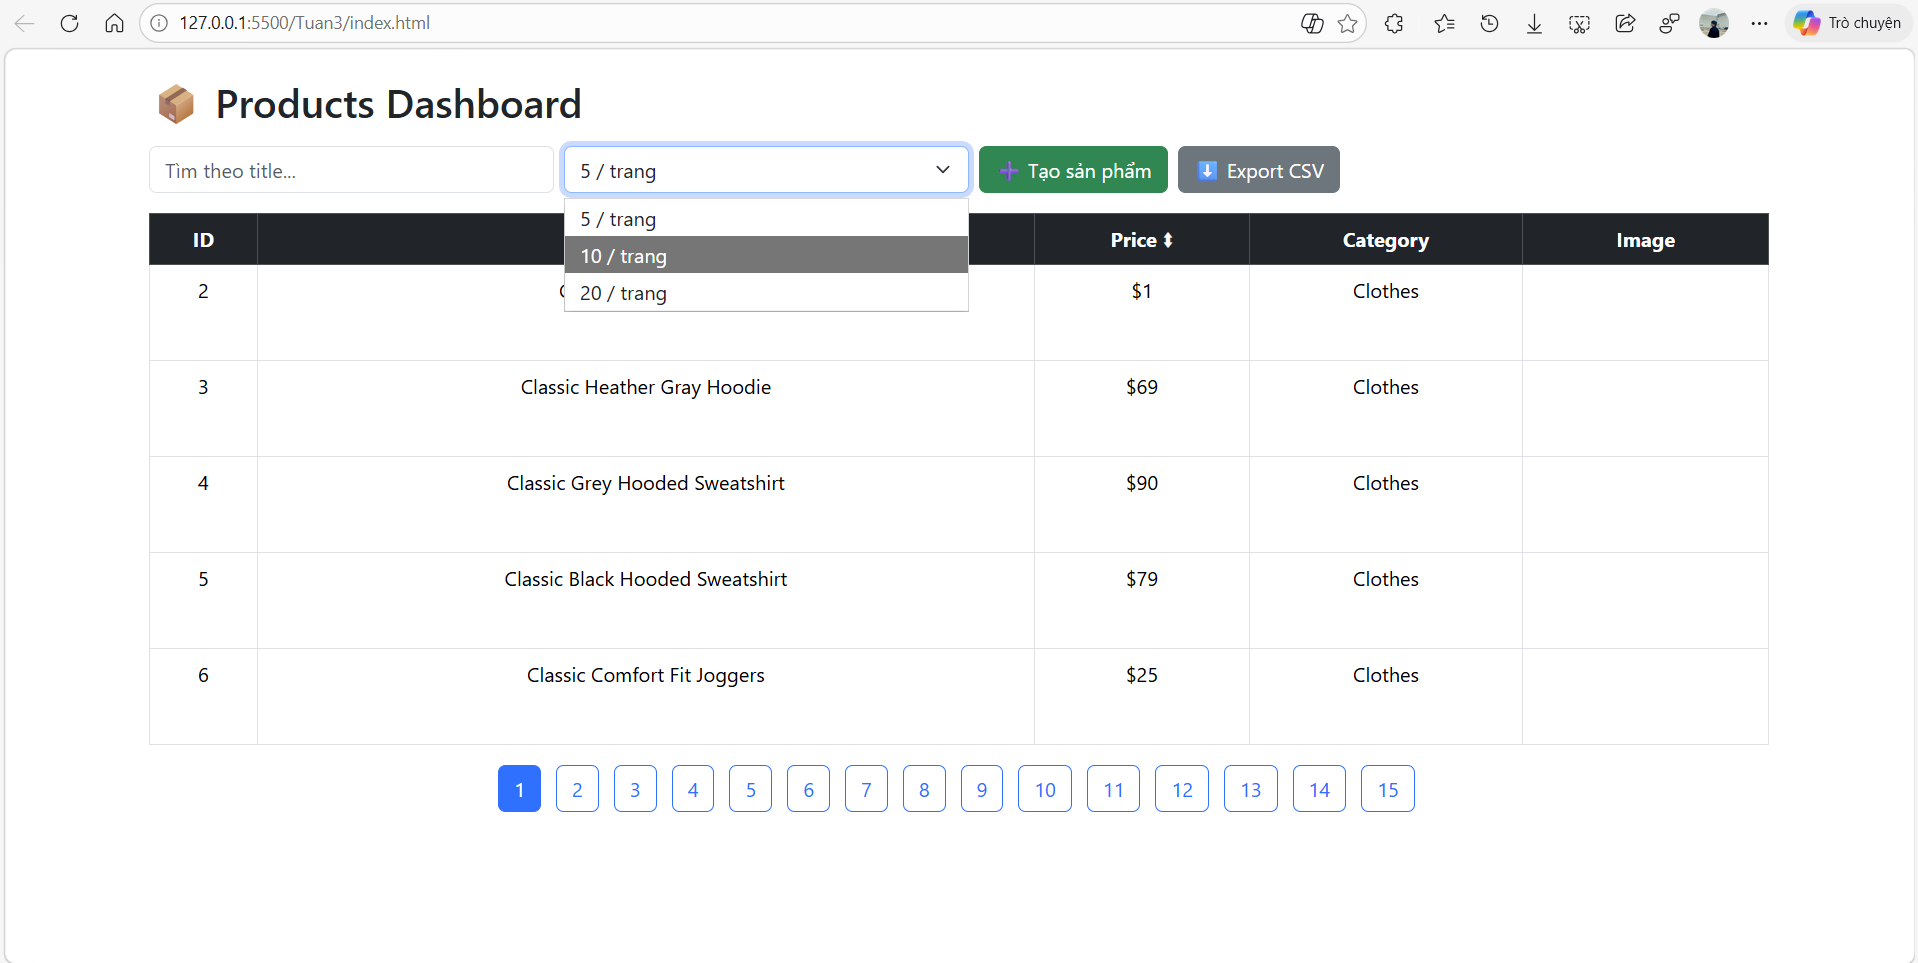 127.0.0.1:5500/Tuan3/index.html
Trò chuyện
📦 Products Dashboard
Tìm theo title...
5 / trang
➕ Tạo sản phẩm
⬇️ Export CSV
5 / trang
10 / trang
20 / trang
ID Price ⬍ Category Image
2 $1 Clothes
3 Classic Heather Gray Hoodie $69 Clothes
4 Classic Grey Hooded Sweatshirt $90 Clothes
5 Classic Black Hooded Sweatshirt $79 Clothes
6 Classic Comfort Fit Joggers $25 Clothes
1 2 3 4 5 6 7 8 9 10 11 12 13 14 15